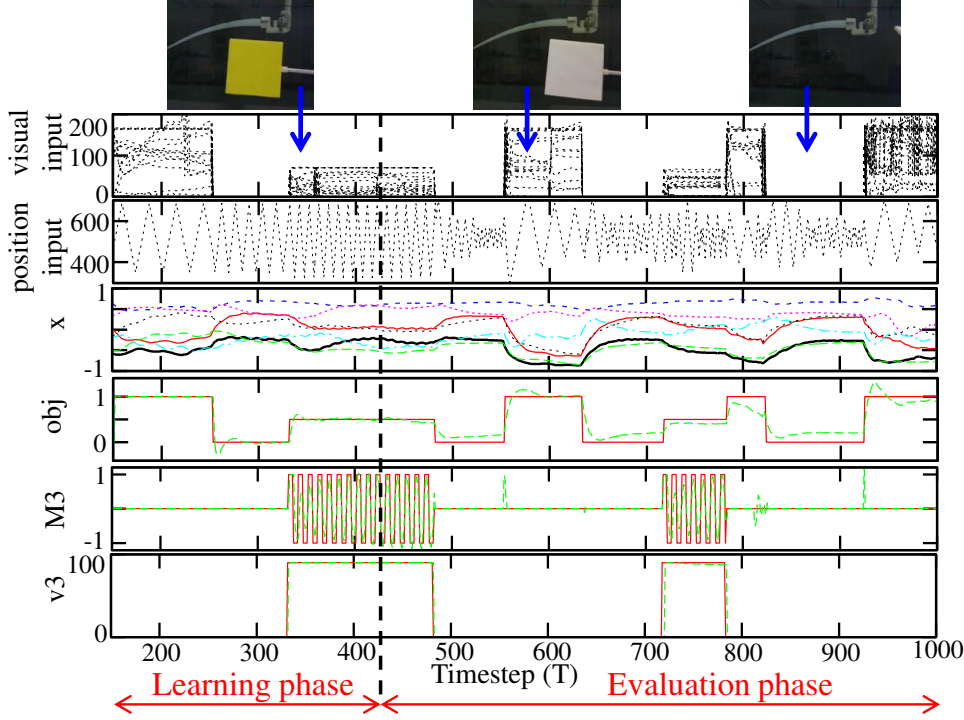 visual input
200
100
0
position input
600
400
x
1
-1
obj
1
0
M3
1
-1
v3
100
0
200 300 400 500 600 700 800 900 1000
Timestep (T)
Learning phase Evaluation phase